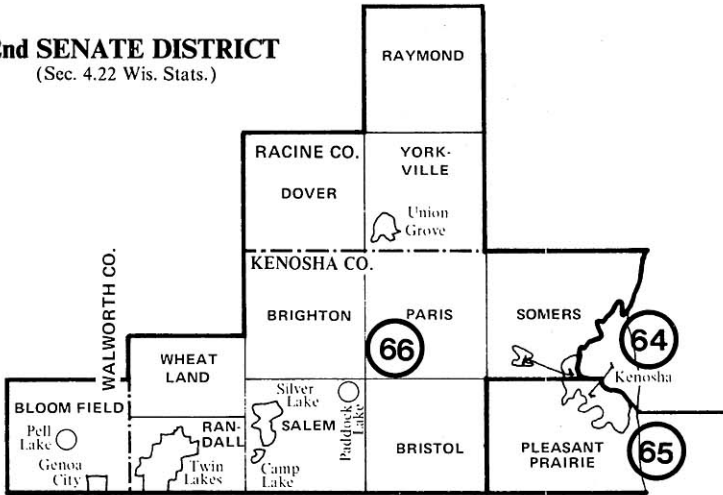 2nd SENATE DISTRICT
(Sec. 4.22 Wis. Stats.)
RAYMOND
RACINE CO.
YORK-
VILLE
DOVER
Union
Grove
KENOSHA CO.
WALWORTH CO.
BRIGHTON
PARIS
SOMERS
64
66
WHEAT
LAND
Kenosha
BLOOM FIELD
Pell
Lake
Genoa
City
RAN-
DALL
Twin
Lakes
Silver
Lake
SALEM
Camp
Lake
Paddock
Lake
BRISTOL
PLEASANT
PRAIRIE
65